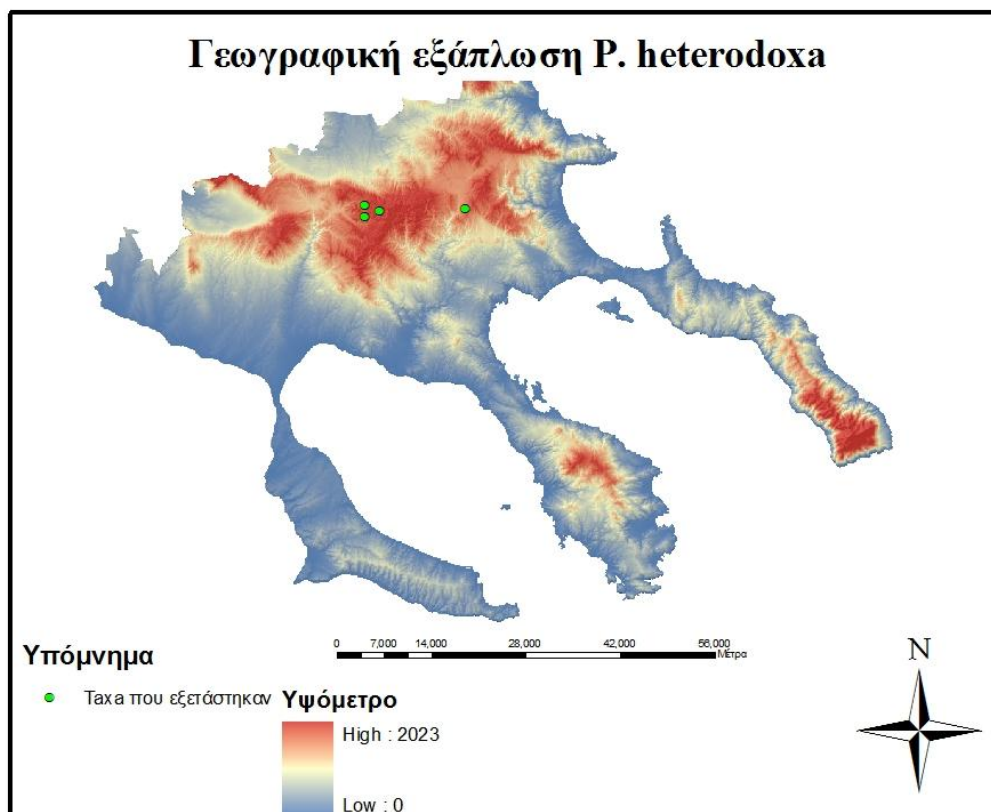 Γεωγραφική εξάπλωση P. heterodoxa
0 7,000 14,000 28,000 42,000 56,000
Μέτρα
Υπόμνημα
Taxa που εξετάστηκαν
Υψόμετρο
High : 2023
Low : 0
N